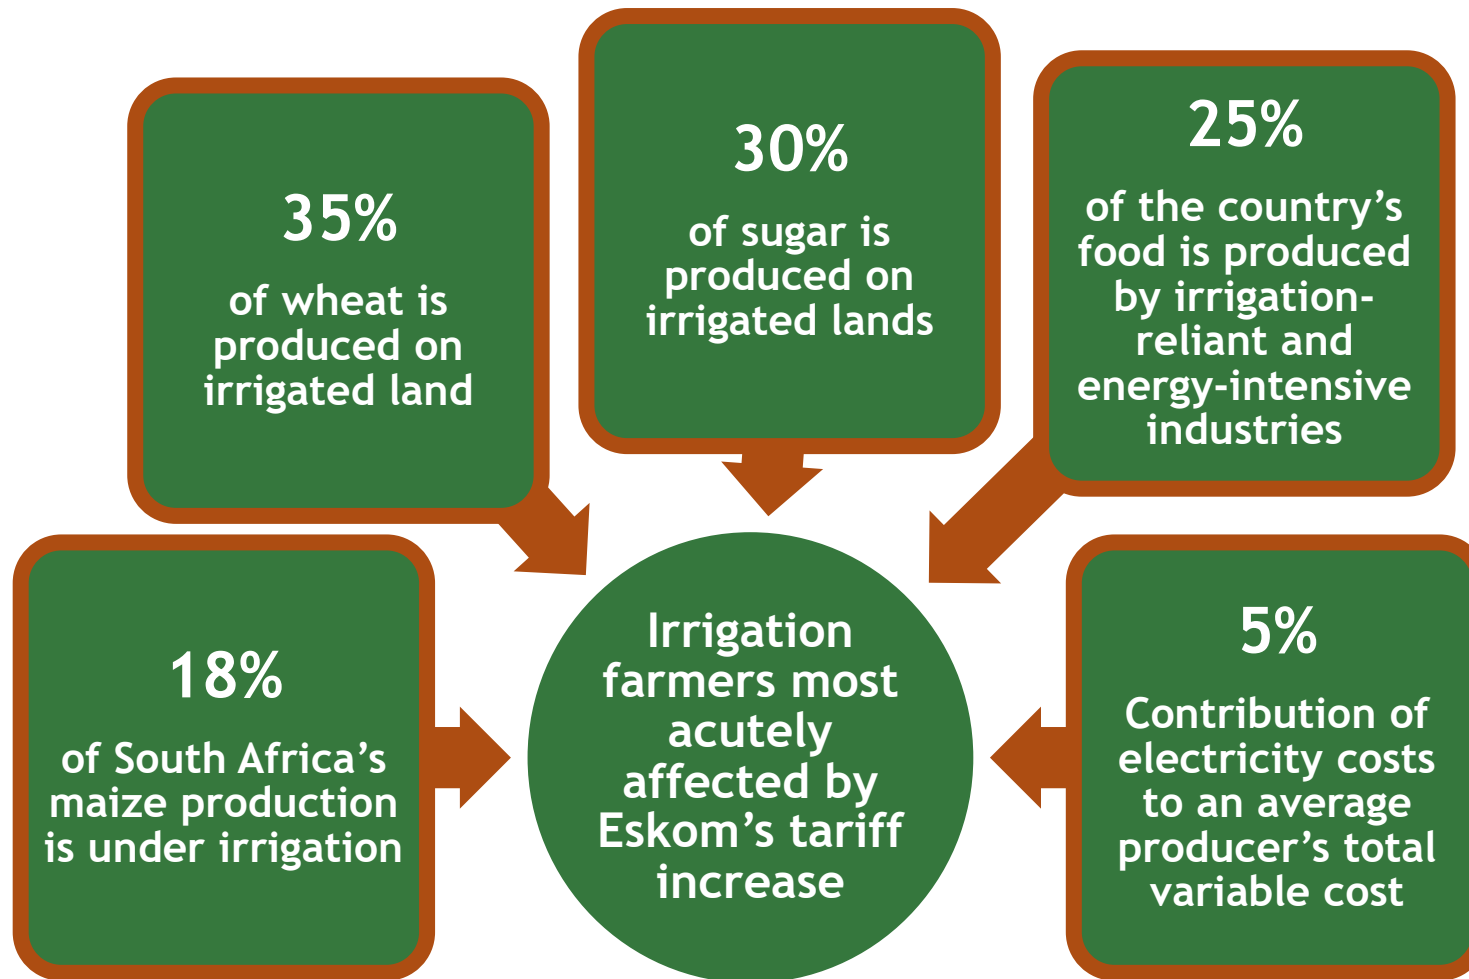 18%
of South Africa’s
maize production
is under irrigation
35%
of wheat is
produced on
irrigated land
30%
of sugar is
produced on
irrigated lands
25%
of the country’s
food is produced
by irrigation-
reliant and
energy-intensive
industries
5%
Contribution of
electricity costs
to an average
producer’s total
variable cost
Irrigation
farmers most
acutely
affected by
Eskom’s tariff
increase